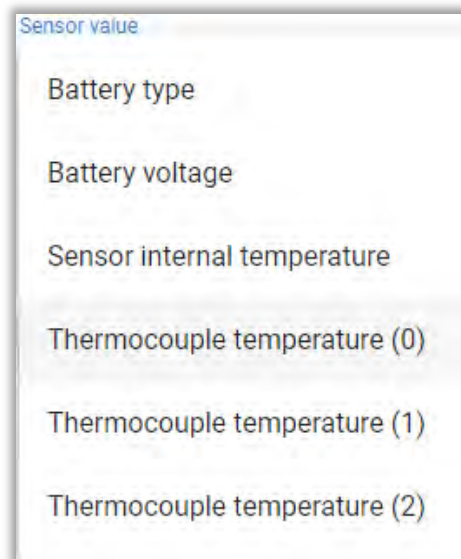 Sensor value
Battery type
Battery voltage
Sensor internal temperature
Thermocouple temperature (0)
Thermocouple temperature (1)
Thermocouple temperature (2)